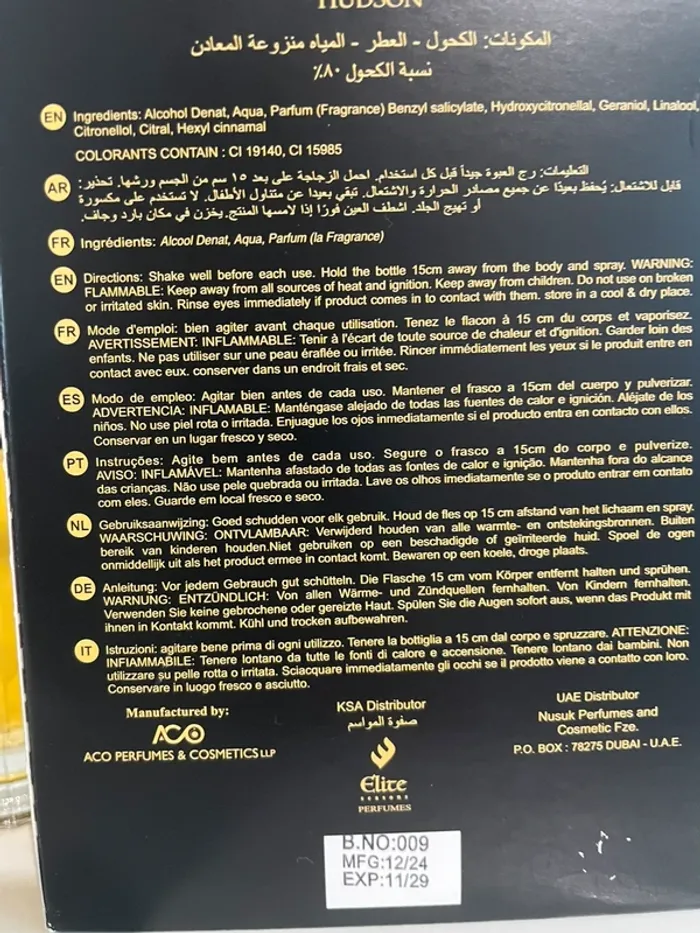 HUDSON
المكونات: الكحول - العطر - المياه منزوعة المعادن
نسبة الكحول ٨٠٪
EN Ingredients: Alcohol Denat, Aqua, Parfum (Fragrance) Benzyl salicylate, Hydroxycitronellal, Geraniol, Linalool,
Citronellol, Citral, Hexyl cinnamal
COLORANTS CONTAIN : CI 19140, CI 15985
AR التعليمات: رج العبوة جيداً قبل كل استخدام. احمل الزجاجة على بعد ١٥ سم من الجسم ورشها. تحذير:
قابل للاشتعال: يُحفظ بعيدًا عن جميع مصادر الحرارة والاشتعال. تبقي بعيدا عن متناول الأطفال. لا تستخدم على مكسورة
أو تهيج الجلد. اشطف العين فورًا إذا لامسها المنتج. يخزن في مكان بارد وجاف.
FR Ingrédients: Alcool Denat, Aqua, Parfum (la Fragrance)
EN Directions: Shake well before each use. Hold the bottle 15cm away from the body and spray. WARNING:
FLAMMABLE: Keep away from all sources of heat and ignition. Keep away from children. Do not use on broken
or irritated skin. Rinse eyes immediately if product comes in to contact with them. store in a cool & dry place.
FR Mode d'emploi: bien agiter avant chaque utilisation. Tenez le flacon à 15 cm du corps et vaporisez.
AVERTISSEMENT: INFLAMMABLE: Tenir à l'écart de toute source de chaleur et d'ignition. Garder loin des
enfants. Ne pas utiliser sur une peau éraflée ou irritée. Rincer immédiatement les yeux si le produit entre en
contact avec eux. conserver dans un endroit frais et sec.
ES Modo de empleo: Agitar bien antes de cada uso. Mantener el frasco a 15cm del cuerpo y pulverizar.
ADVERTENCIA: INFLAMABLE: Manténgase alejado de todas las fuentes de calor e ignición. Aléjate de los
niños. No use piel rota o irritada. Enjuague los ojos inmediatamente si el producto entra en contacto con ellos.
Conservar en un lugar fresco y seco.
PT Instruções: Agite bem antes de cada uso. Segure o frasco a 15cm do corpo e pulverize.
AVISO: INFLAMÁVEL: Mantenha afastado de todas as fontes de calor e ignição. Mantenha fora do alcance
das crianças. Não use pele quebrada ou irritada. Lave os olhos imediatamente se o produto entrar em contato
com eles. Guarde em local fresco e seco.
NL Gebruiksaanwijzing: Goed schudden voor elk gebruik. Houd de fles op 15 cm afstand van het lichaam en spray.
WAARSCHUWING: ONTVLAMBAAR: Verwijderd houden van alle warmte- en ontstekingsbronnen. Buiten
bereik van kinderen houden.Niet gebruiken op een beschadigde of geïrriteerde huid. Spoel de ogen
onmiddellijk uit als het product ermee in contact komt. Bewaren op een koele, droge plaats.
DE Anleitung: Vor jedem Gebrauch gut schütteln. Die Flasche 15 cm vom Körper entfernt halten und sprühen.
WARNUNG: ENTZÜNDLICH: Von allen Wärme- und Zündquellen fernhalten. Von Kindern fernhalten.
Verwenden Sie keine gebrochene oder gereizte Haut. Spülen Sie die Augen sofort aus, wenn das Produkt mit
ihnen in Kontakt kommt. Kühl und trocken aufbewahren.
IT Istruzioni: agitare bene prima di ogni utilizzo. Tenere la bottiglia a 15 cm dal corpo e spruzzare. ATTENZIONE:
INFIAMMABILE: Tenere lontano da tutte le fonti di calore e accensione. Tenere lontano dai bambini. Non
utilizzare su pelle rotta o irritata. Sciacquare immediatamente gli occhi se il prodotto viene a contatto con loro.
Conservare in luogo fresco e asciutto.
Manufactured by:
ACO
ACO PERFUMES & COSMETICS LLP
KSA Distributor
صفوة المواسم
Elite
seasons
PERFUMES
UAE Distributor
Nusuk Perfumes and
Cosmetic Fze.
P.O. BOX : 78275 DUBAI - U.A.E.
B.NO:009
MFG:12/24
EXP:11/29